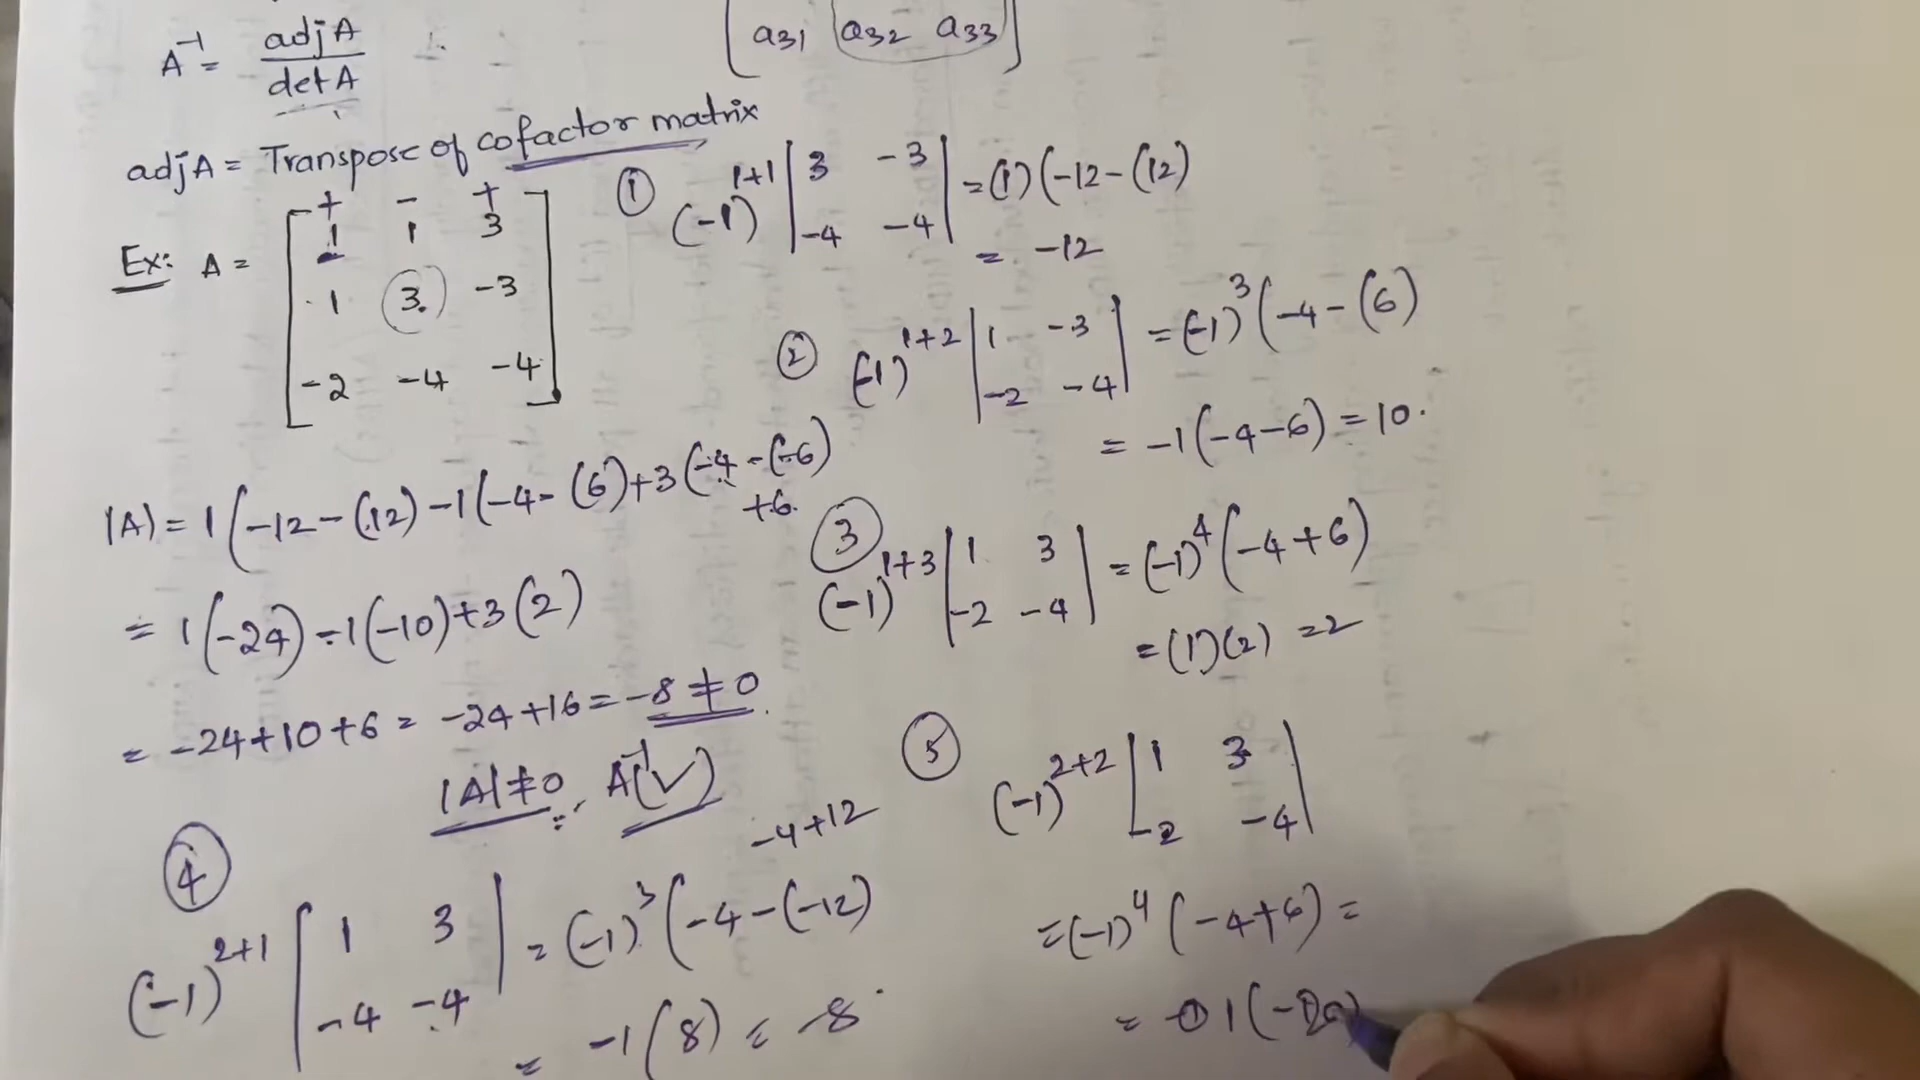 A⁻¹ = adj A / det A
[a31 a32 a33]
adj A = Transpose of cofactor matrix
Ex: A =
+ - +
1 1 3
1 3 -3
-2 -4 -4
|A| = 1(-12-(12)-1(-4-(6)+3(-4-(-6)
+6
= 1(-24)-1(-10)+3(2)
= -24+10+6 = -24+16 = -8 ≠ 0
|A| ≠ 0, A⁻¹(✓)
① (-1)^1+1 |3 -3
-4 -4| = (1)(-12-(12)
= -12
② (-1)^1+2 |1 -3
-2 -4| = (-1)³(-4-(6)
= -1(-4-6) = 10.
③ (-1)^1+3 |1 3
-2 -4| = (-1)⁴(-4+6)
= (1)(2) = 2
④ (-1)^2+1 |1 3
-4 -4| = (-1)³(-4-(-12)
-4+12
= -1(8) = -8
⑤ (-1)^2+2 |1 3
-2 -4|
= (-1)⁴(-4+6) =
= 1(-